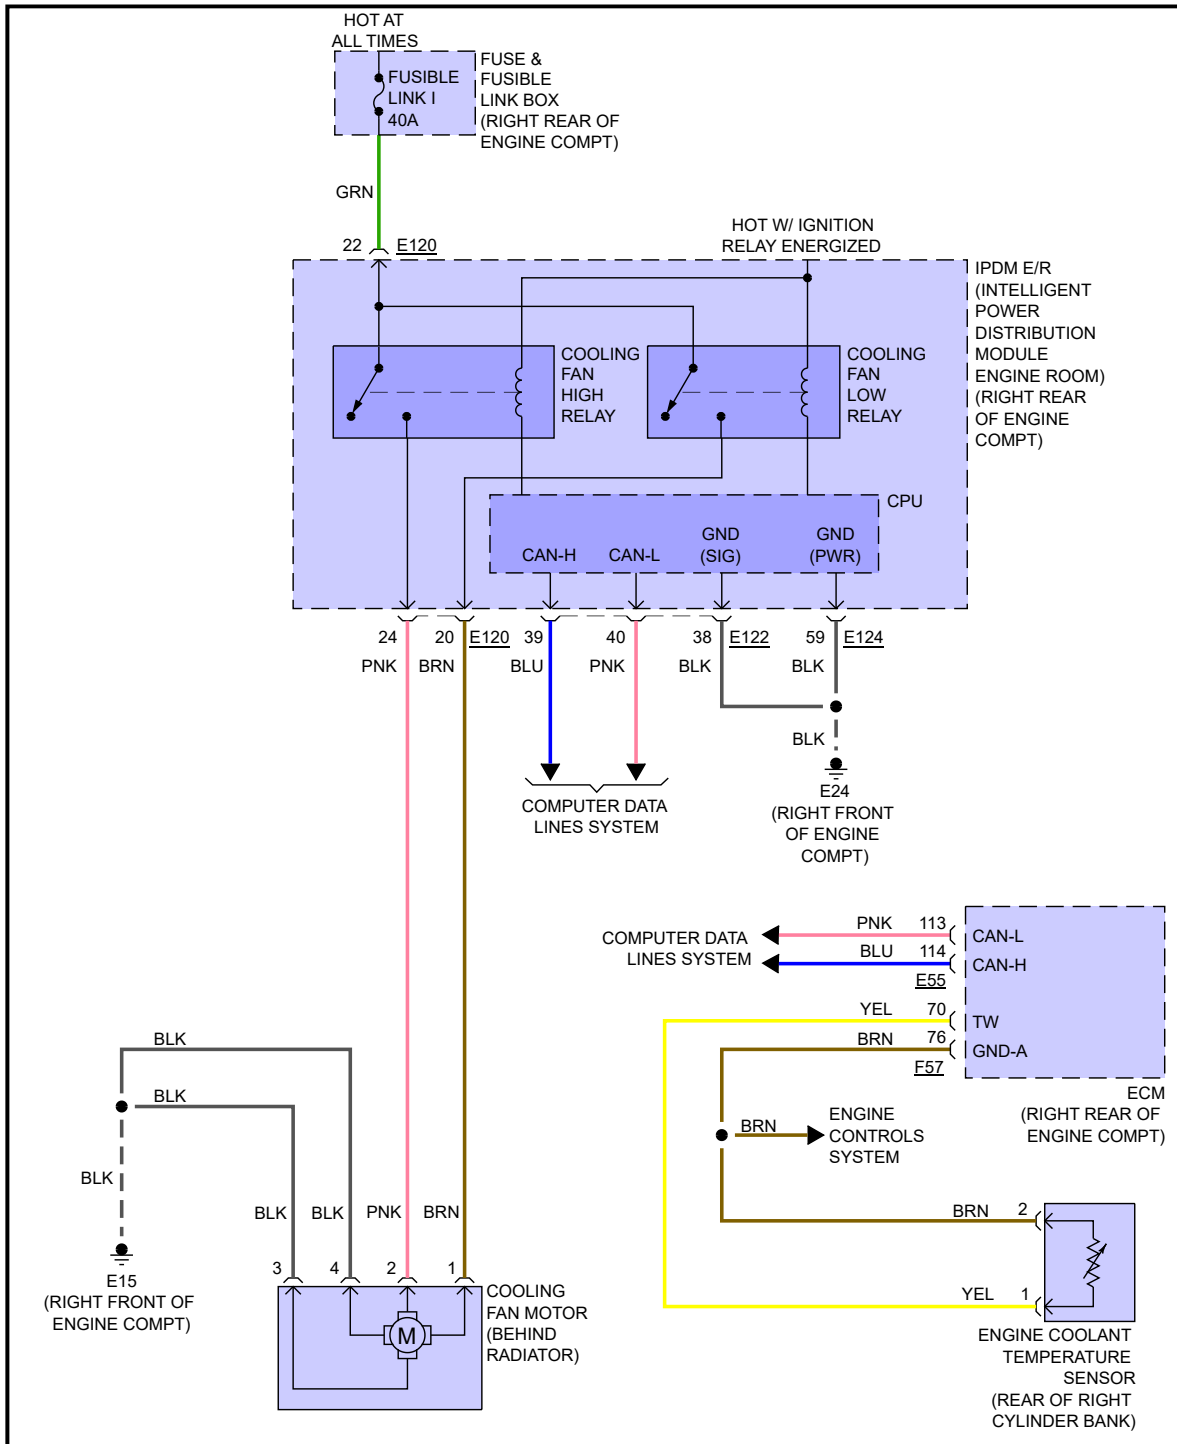 HOT AT
ALL TIMES
FUSIBLE
LINK I
40A
FUSE &
FUSIBLE
LINK BOX
(RIGHT REAR OF
ENGINE COMPT)
GRN
22 E120
HOT W/ IGNITION
RELAY ENERGIZED
IPDM E/R
(INTELLIGENT
POWER
DISTRIBUTION
MODULE
ENGINE ROOM)
(RIGHT REAR
OF ENGINE
COMPT)
COOLING
FAN
HIGH
RELAY
COOLING
FAN
LOW
RELAY
CPU
CAN-H
CAN-L
GND
(SIG)
GND
(PWR)
24 20 E120 39 40 38 E122 59 E124
PNK BRN BLU PNK BLK BLK
BLK
COMPUTER DATA
LINES SYSTEM
E24
(RIGHT FRONT
OF ENGINE
COMPT)
COMPUTER DATA
LINES SYSTEM
PNK 113 CAN-L
BLU 114 CAN-H
E55
YEL 70 TW
BRN 76 GND-A
F57
ECM
(RIGHT REAR OF
ENGINE COMPT)
BRN
ENGINE
CONTROLS
SYSTEM
BLK
BLK
BLK
BLK BLK PNK BRN
3 4 2 1
E15
(RIGHT FRONT OF
ENGINE COMPT)
M
COOLING
FAN MOTOR
(BEHIND
RADIATOR)
BRN 2
YEL 1
ENGINE COOLANT
TEMPERATURE
SENSOR
(REAR OF RIGHT
CYLINDER BANK)